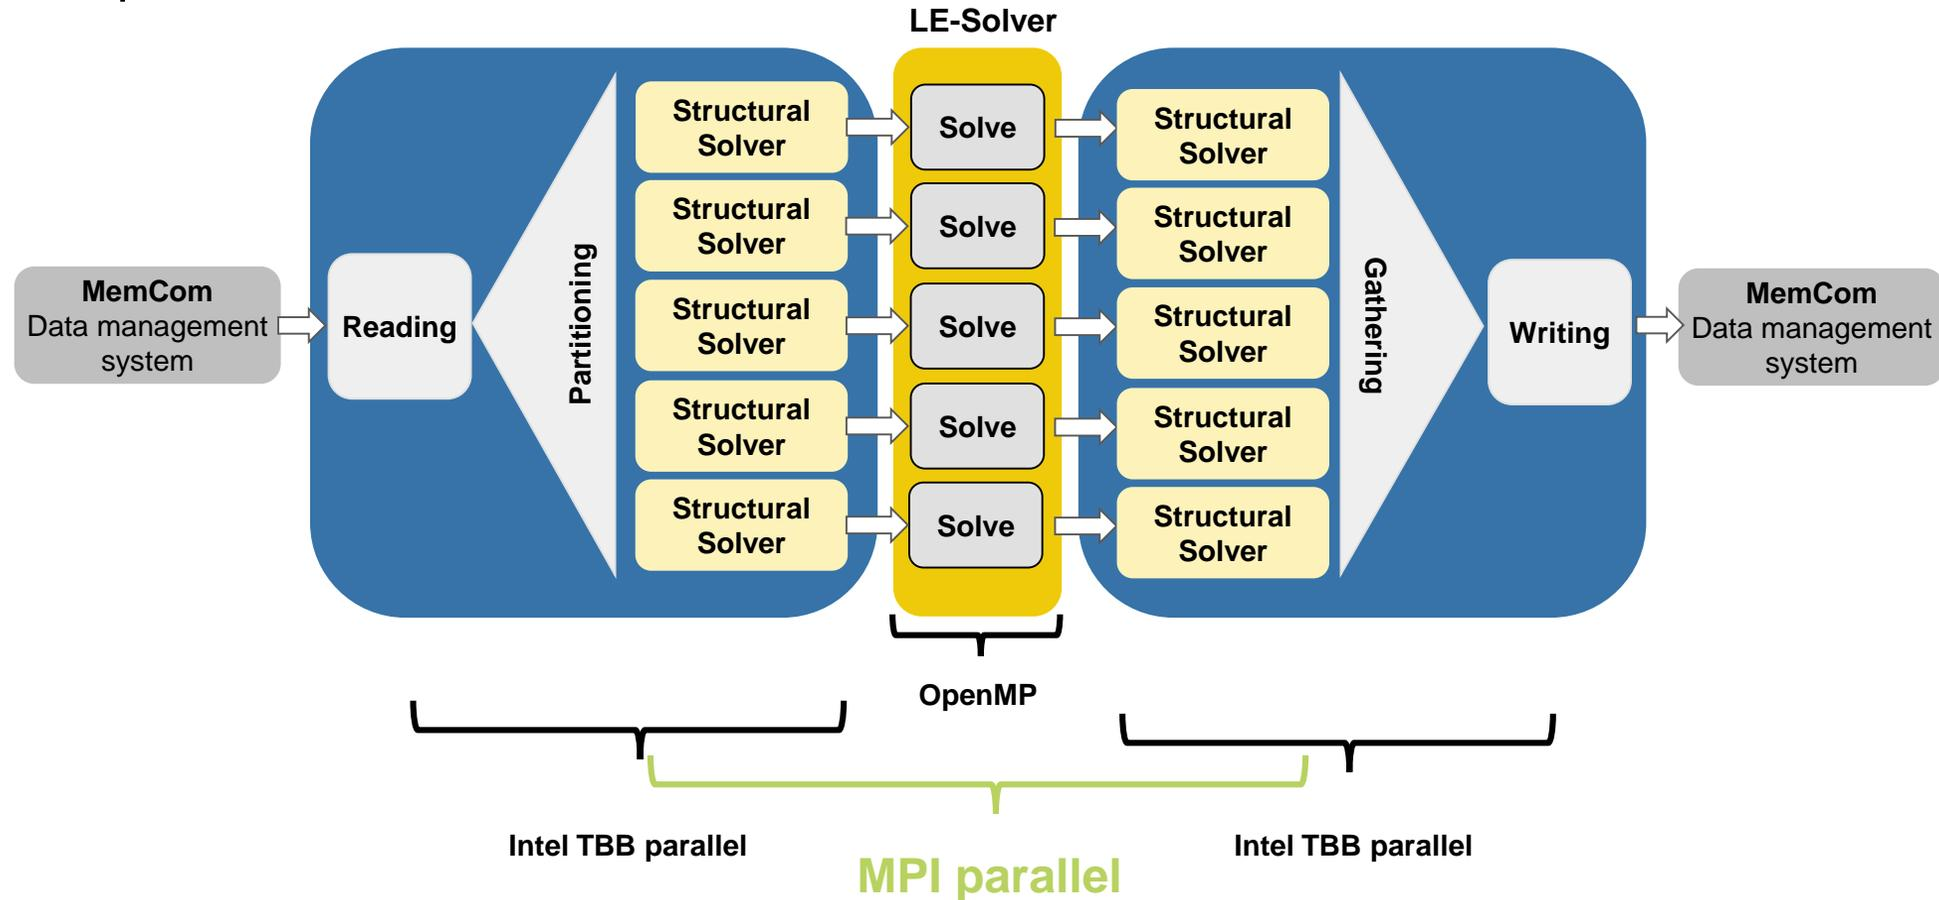 LE-Solver
MemCom
Data management
system
Reading
Partitioning
Structural
Solver
Structural
Solver
Structural
Solver
Structural
Solver
Structural
Solver
Solve
Solve
Solve
Solve
Solve
Structural
Solver
Structural
Solver
Structural
Solver
Structural
Solver
Structural
Solver
Gathering
Writing
MemCom
Data management
system
OpenMP
Intel TBB parallel
Intel TBB parallel
MPI parallel